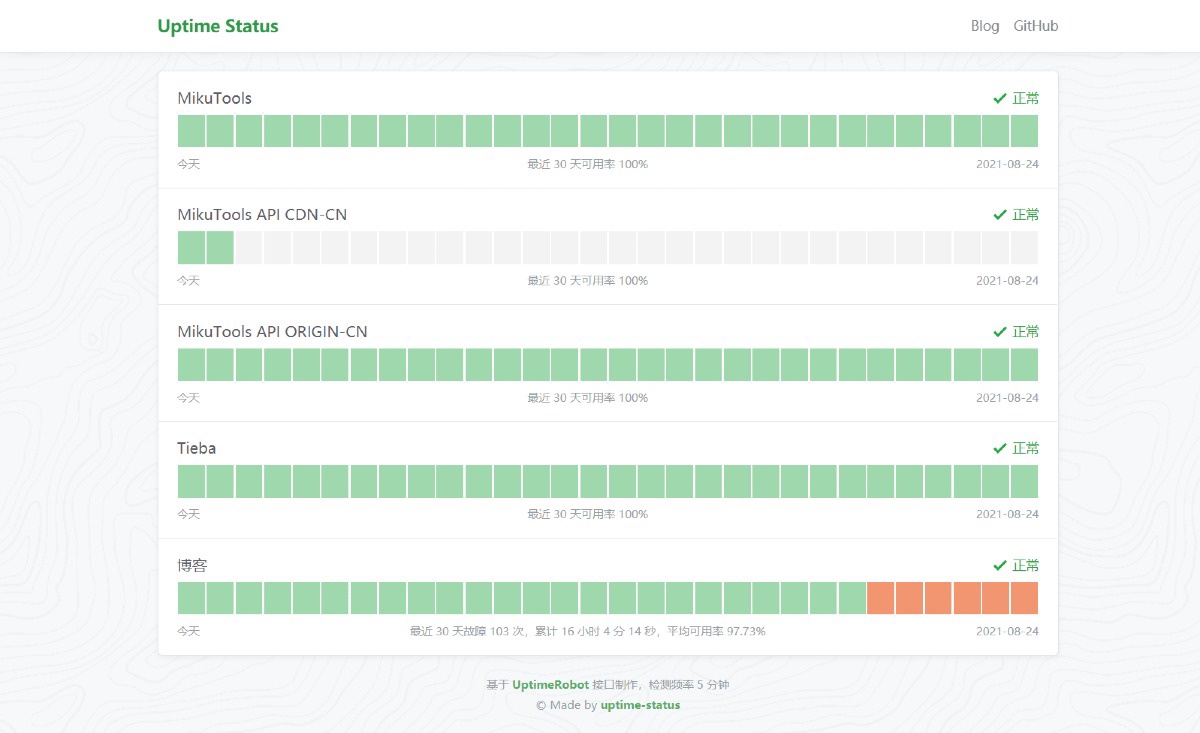 Uptime Status
Blog GitHub
MikuTools
正常
今天 最近 30 天可用率 100% 2021-08-24
MikuTools API CDN-CN
正常
今天 最近 30 天可用率 100% 2021-08-24
MikuTools API ORIGIN-CN
正常
今天 最近 30 天可用率 100% 2021-08-24
Tieba
正常
今天 最近 30 天可用率 100% 2021-08-24
博客
正常
今天 最近 30 天故障 103 次，累计 16 小时 4 分 14 秒，平均可用率 97.73% 2021-08-24
基于 UptimeRobot 接口制作，检测频率 5 分钟
© Made by uptime-status